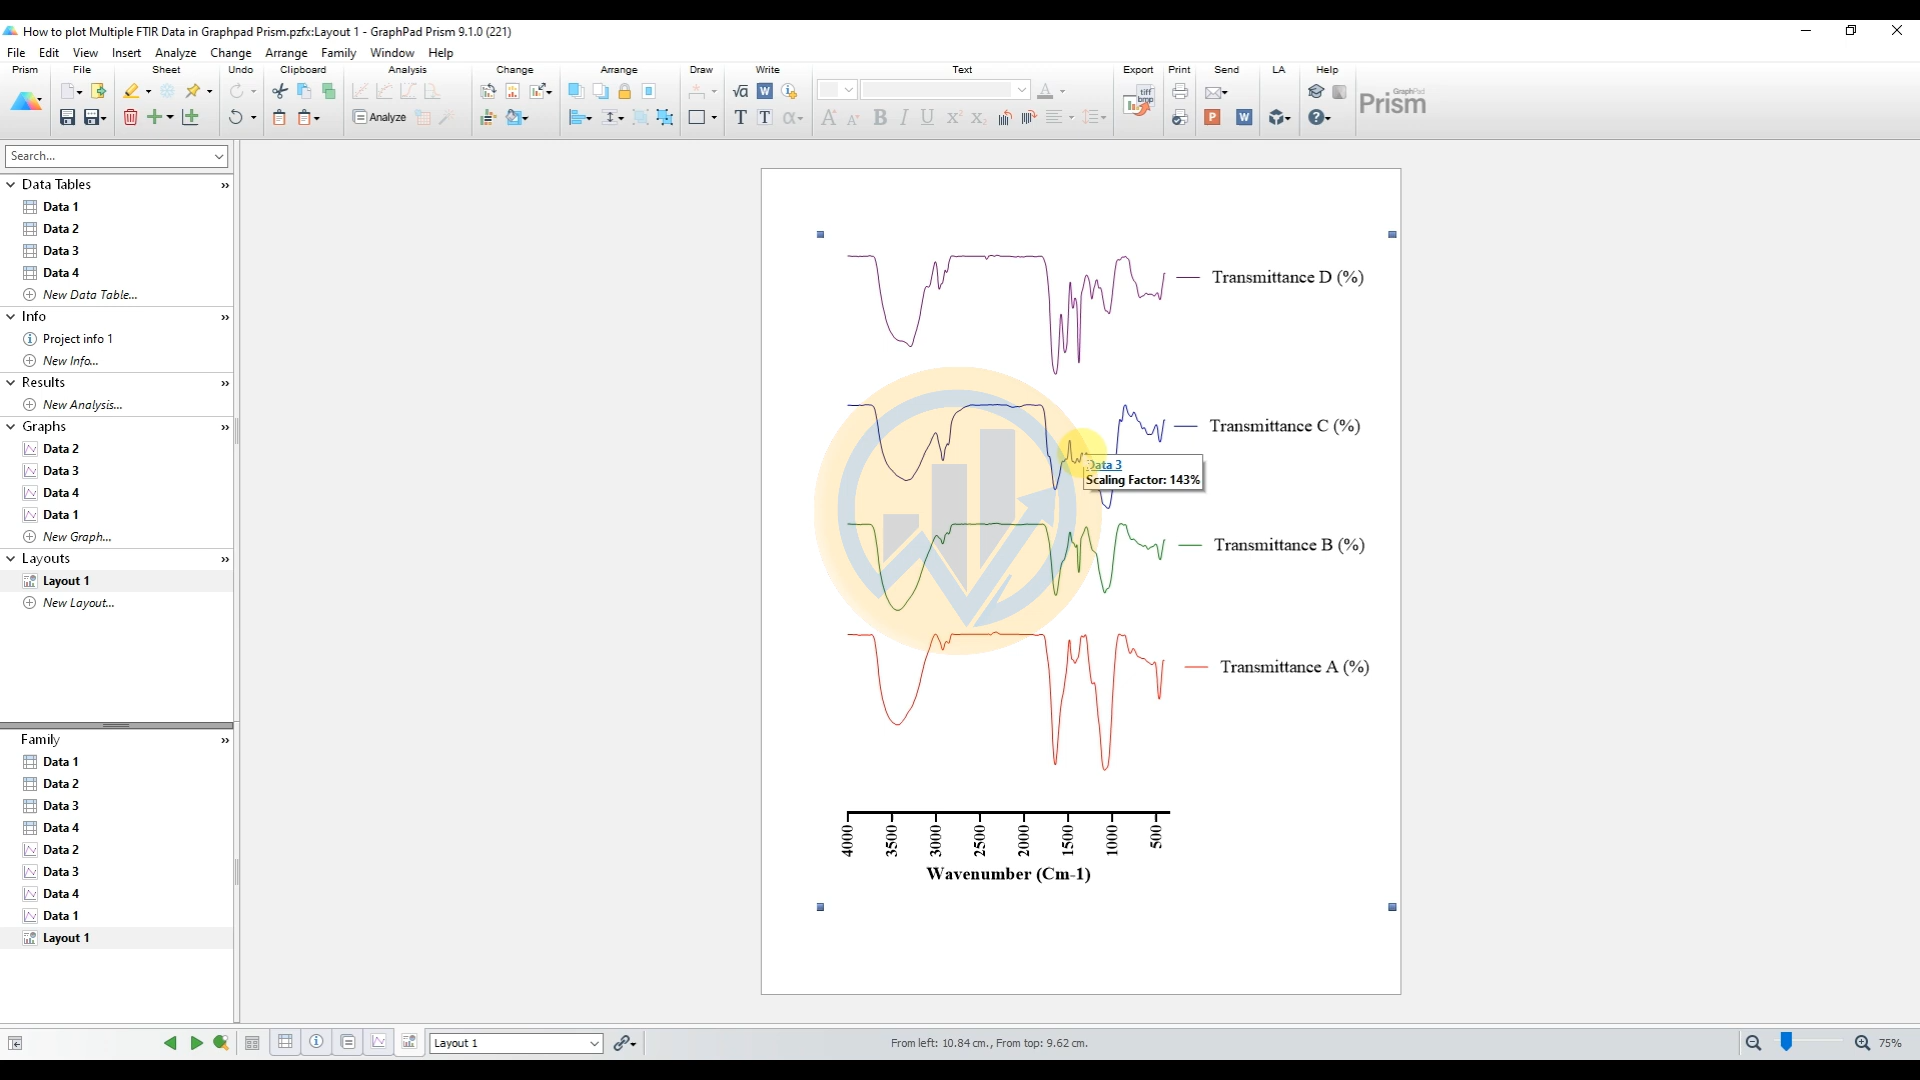 How to plot Multiple FTIR Data in Graphpad Prism.pzfx:Layout 1 - GraphPad Prism 9.1.0 (221)
File Edit View Insert Analyze Change Arrange Family Window Help
Prism File Sheet Undo Clipboard Analysis Change Arrange Draw Write Text Export Print Send LA Help
Analyze
GraphPad
Prism
Search...
Data Tables
Data 1
Data 2
Data 3
Data 4
New Data Table...
Info
Project info 1
New Info...
Results
New Analysis...
Graphs
Data 2
Data 3
Data 4
Data 1
New Graph...
Layouts
Layout 1
New Layout...
Family
Data 1
Data 2
Data 3
Data 4
Data 2
Data 3
Data 4
Data 1
Layout 1
Transmittance D (%)
Transmittance C (%)
Data 3
Scaling Factor: 143%
Transmittance B (%)
Transmittance A (%)
4000 3500 3000 2500 2000 1500 1000 500
Wavenumber (Cm-1)
Layout 1
From left: 10.84 cm., From top: 9.62 cm.
75%